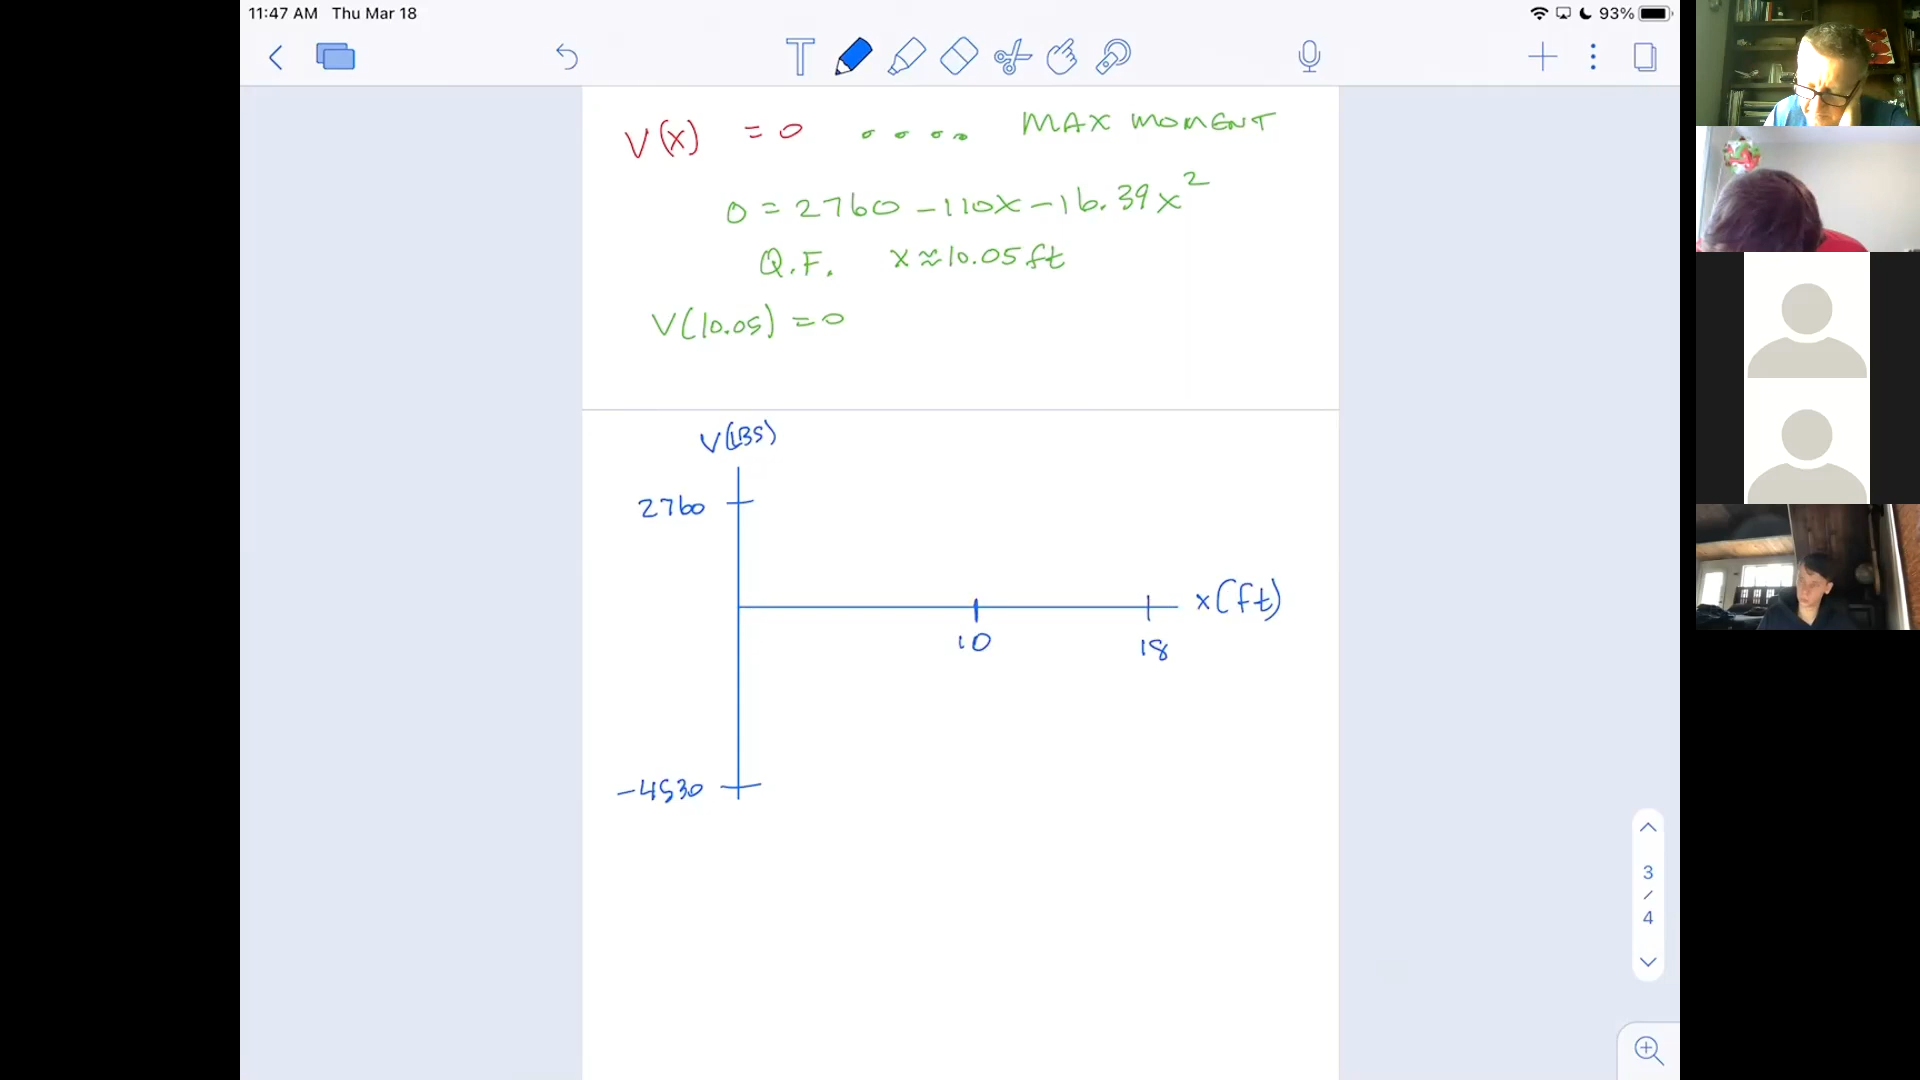 11:47 AM Thu Mar 18
93%
T
V(x) = 0 MAX MOMENT
0 = 2760 - 110x - 16.39x²
Q.F. x ≈ 10.05 ft
V(10.05) = 0
V(LBS)
2760
x(ft)
10
18
-4530
3
/
4